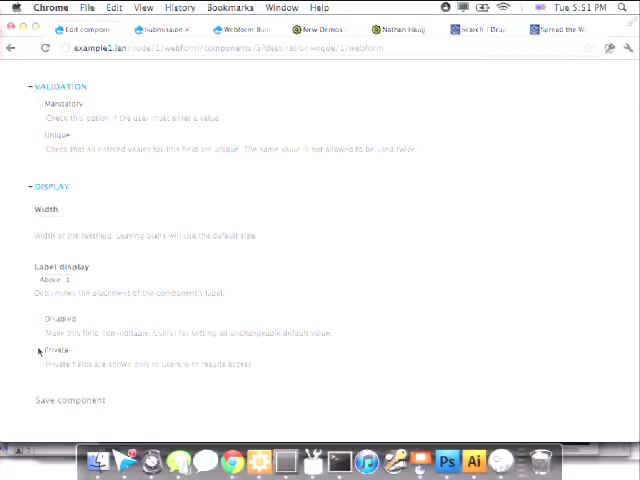 Chrome File Edit View History Bookmarks Window Help Tue 5:51 PM
Edit compon Submission Webform Bui New Demos Nathan Haug Search | Drup Spread the W
example1.lan/node/1/webform/components/3?destination=node/1/webform
VALIDATION
Mandatory
Check this option if the user must enter a value.
Unique
Check that all entered values for this field are unique. The same value is not allowed to be used twice.
DISPLAY
Width
Width of the textfield. Leaving blank will use the default size.
Label display
Above
Determines the placement of the component's label.
Disabled
Make this field non-editable. Useful for setting an unchangeable default value.
Private
Private fields are shown only to users with results access.
Save component
Ps Ai